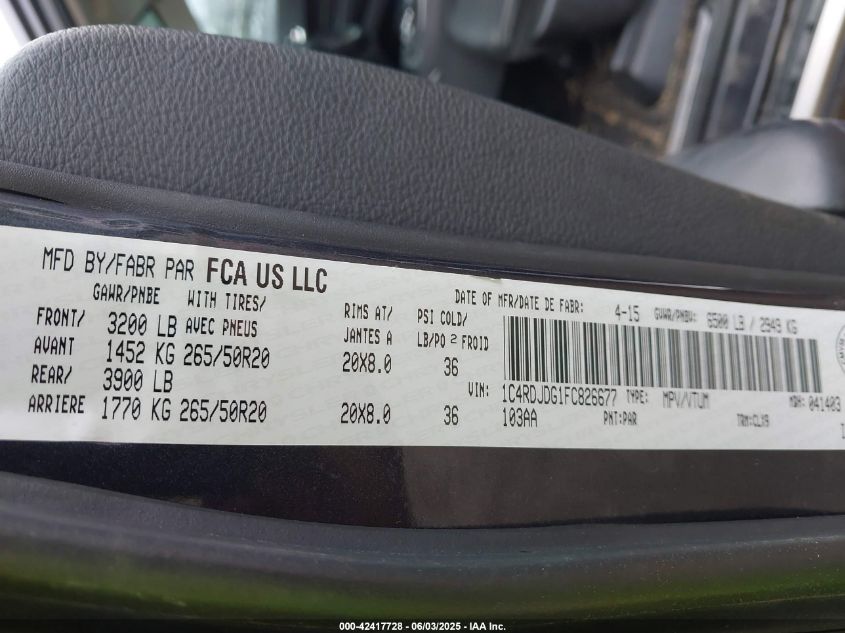 MFD BY/FABR PAR FCA US LLC
DATE OF MFR/DATE DE FABR: 4-15 GVWR/PNBV: 6500 LB / 2949 KG
GAWR/PNBE WITH TIRES/ RIMS AT/ PSI COLD/
FRONT/ 3200 LB AVEC PNEUS JANTES A LB/PO 2 FROID
AVANT 1452 KG 265/50R20 20X8.0 36
REAR/ 3900 LB
ARRIERE 1770 KG 265/50R20 20X8.0 36
VIN: 1C4RDJDG1FC826677 TYPE: MPV/VTUM MDH: 041403
103AA PNT:PAR TRM:CLX9
000-42417728 - 06/03/2025 - IAA Inc.